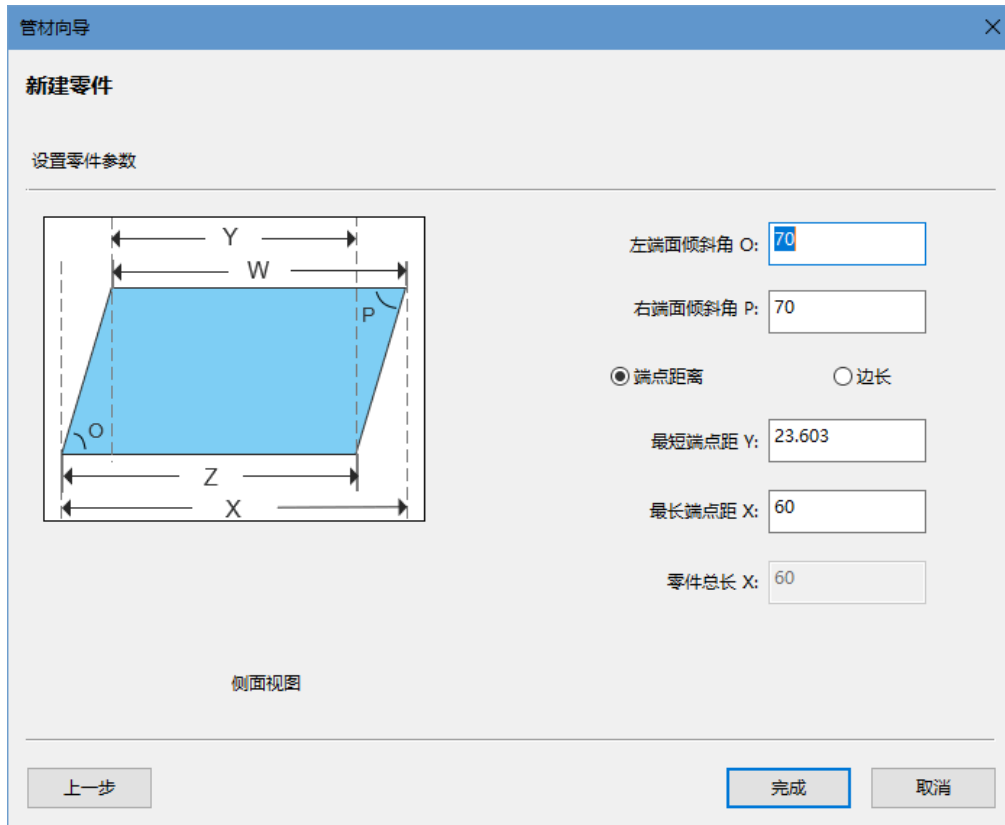 管材向导
新建零件
设置零件参数
Y
W
P
O
Z
X
左端面倾斜角 O: 70
右端面倾斜角 P: 70
端点距离 边长
最短端点距 Y: 23.603
最长端点距 X: 60
零件总长 X: 60
侧面视图
上一步 完成 取消